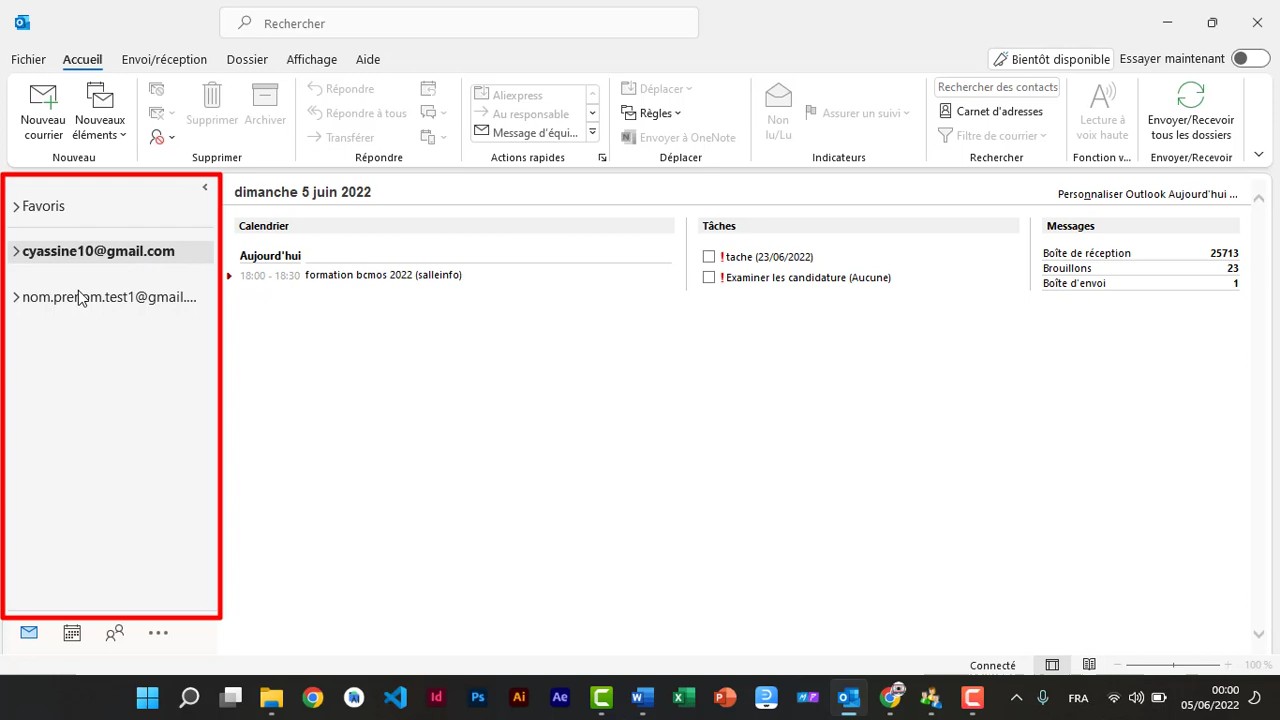 Rechercher
Fichier Accueil Envoi/réception Dossier Affichage Aide Bientôt disponible Essayer maintenant
Nouveau courrier
Nouveaux éléments
Nouveau
Supprimer
Archiver
Supprimer
Répondre
Répondre à tous
Transférer
Répondre
Aliexpress
Au responsable
Message d'équi...
Actions rapides
Déplacer
Règles
Envoyer à OneNote
Déplacer
Non lu/Lu
Assurer un suivi
Indicateurs
Rechercher des contacts
Carnet d'adresses
Filtre de courrier
Rechercher
Lecture à voix haute
Fonction v...
Envoyer/Recevoir tous les dossiers
Envoyer/Recevoir
Favoris
cyassine10@gmail.com
nom.prenom.test1@gmail....
dimanche 5 juin 2022
Personnaliser Outlook Aujourd'hui ...
Calendrier
Aujourd'hui
18:00 - 18:30 formation bcmos 2022 (salleinfo)
Tâches
! tache (23/06/2022)
! Examiner les candidature (Aucune)
Messages
Boîte de réception 25713
Brouillons 23
Boîte d'envoi 1
Connecté 100 %
FRA
00:00
05/06/2022